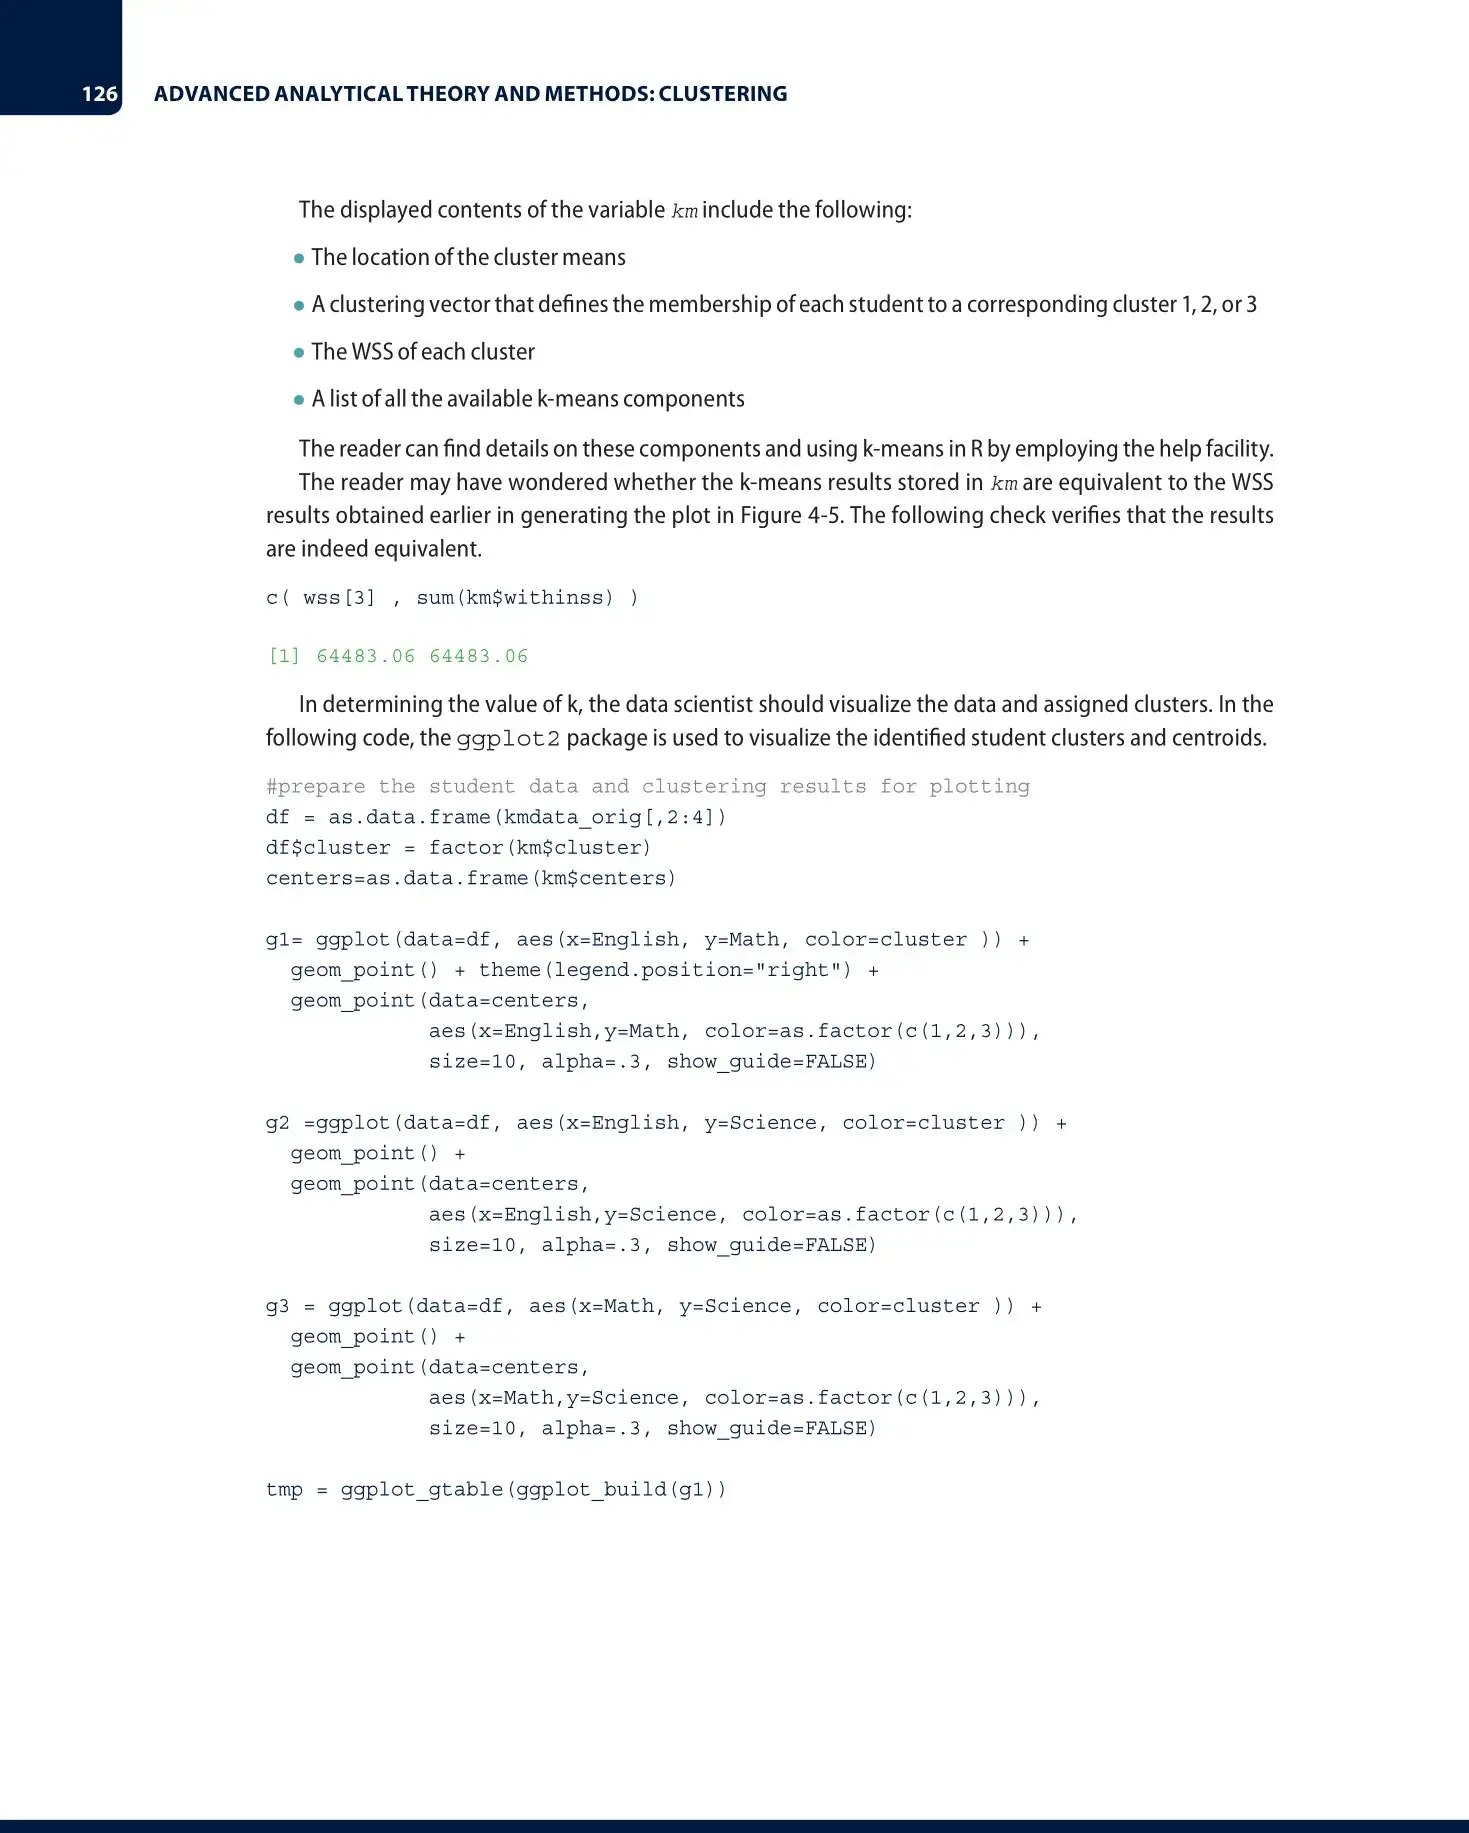 126 ADVANCED ANALYTICAL THEORY AND METHODS: CLUSTERING
The displayed contents of the variable km include the following:
● The location of the cluster means
● A clustering vector that defines the membership of each student to a corresponding cluster 1, 2, or 3
● The WSS of each cluster
● A list of all the available k-means components
The reader can find details on these components and using k-means in R by employing the help facility.
The reader may have wondered whether the k-means results stored in km are equivalent to the WSS
results obtained earlier in generating the plot in Figure 4-5. The following check verifies that the results
are indeed equivalent.
c( wss[3] , sum(km$withinss) )
[1] 64483.06 64483.06
In determining the value of k, the data scientist should visualize the data and assigned clusters. In the
following code, the ggplot2 package is used to visualize the identified student clusters and centroids.
#prepare the student data and clustering results for plotting
df = as.data.frame(kmdata_orig[,2:4])
df$cluster = factor(km$cluster)
centers=as.data.frame(km$centers)
g1= ggplot(data=df, aes(x=English, y=Math, color=cluster )) +
  geom_point() + theme(legend.position="right") +
  geom_point(data=centers,
             aes(x=English,y=Math, color=as.factor(c(1,2,3))),
             size=10, alpha=.3, show_guide=FALSE)
g2 =ggplot(data=df, aes(x=English, y=Science, color=cluster )) +
  geom_point() +
  geom_point(data=centers,
             aes(x=English,y=Science, color=as.factor(c(1,2,3))),
             size=10, alpha=.3, show_guide=FALSE)
g3 = ggplot(data=df, aes(x=Math, y=Science, color=cluster )) +
  geom_point() +
  geom_point(data=centers,
             aes(x=Math,y=Science, color=as.factor(c(1,2,3))),
             size=10, alpha=.3, show_guide=FALSE)
tmp = ggplot_gtable(ggplot_build(g1))